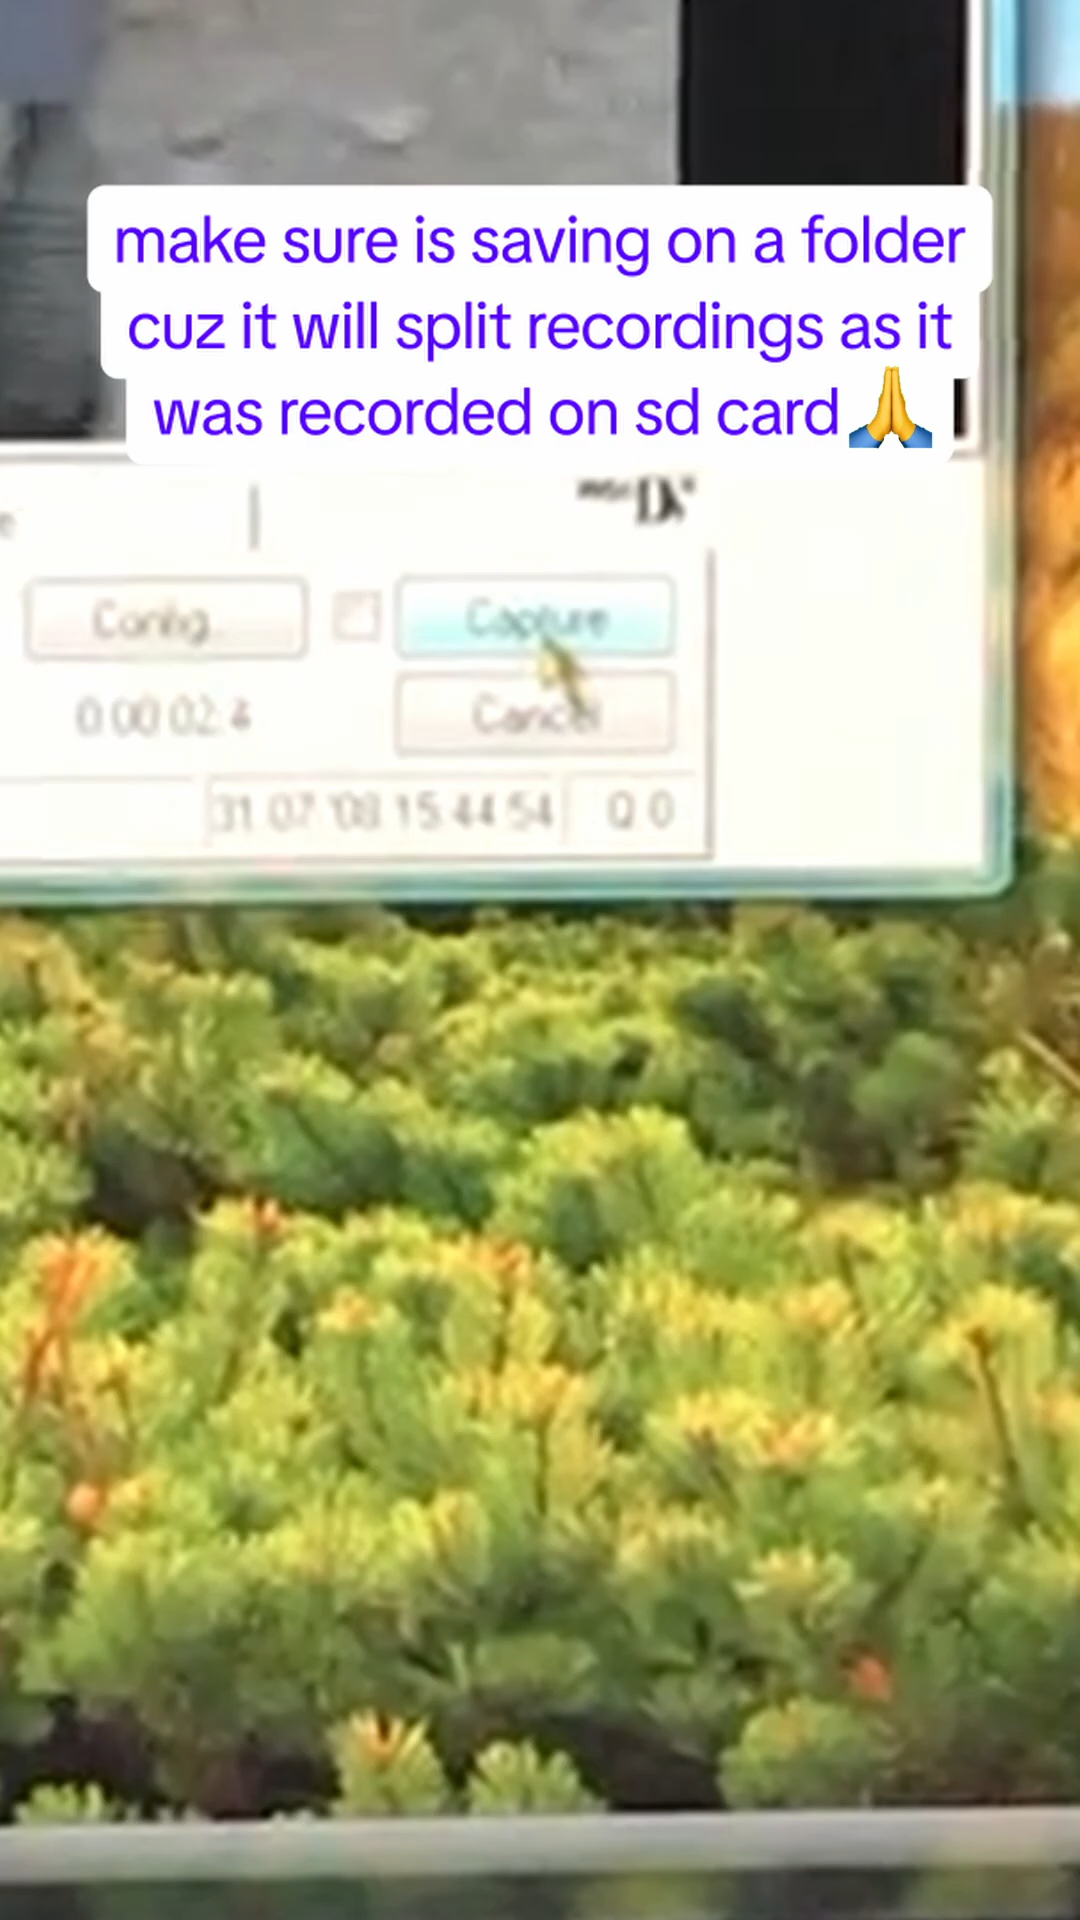 make sure is saving on a folder
cuz it will split recordings as it
was recorded on sd card🙏
DV
Config...
Capture
0:00:02.4
Cancel
31.07.'08 15:44:54
Q 0